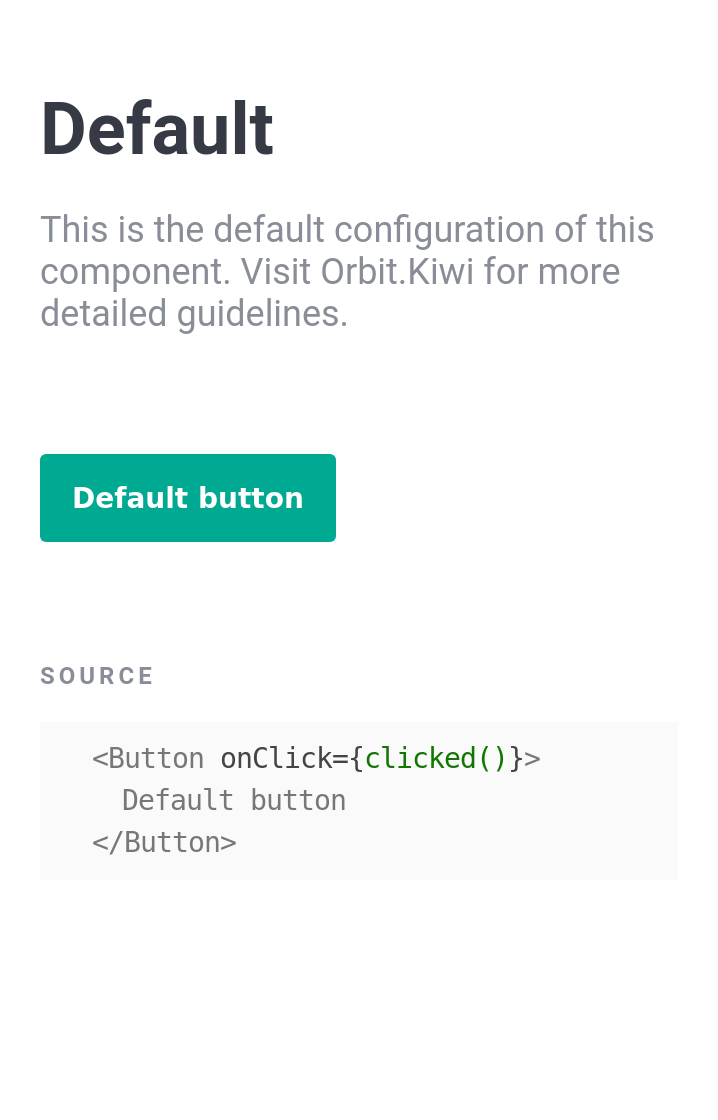 Default
This is the default configuration of this
component. Visit Orbit.Kiwi for more
detailed guidelines.
Default button
SOURCE
<Button onClick={clicked()}>
  Default button
</Button>